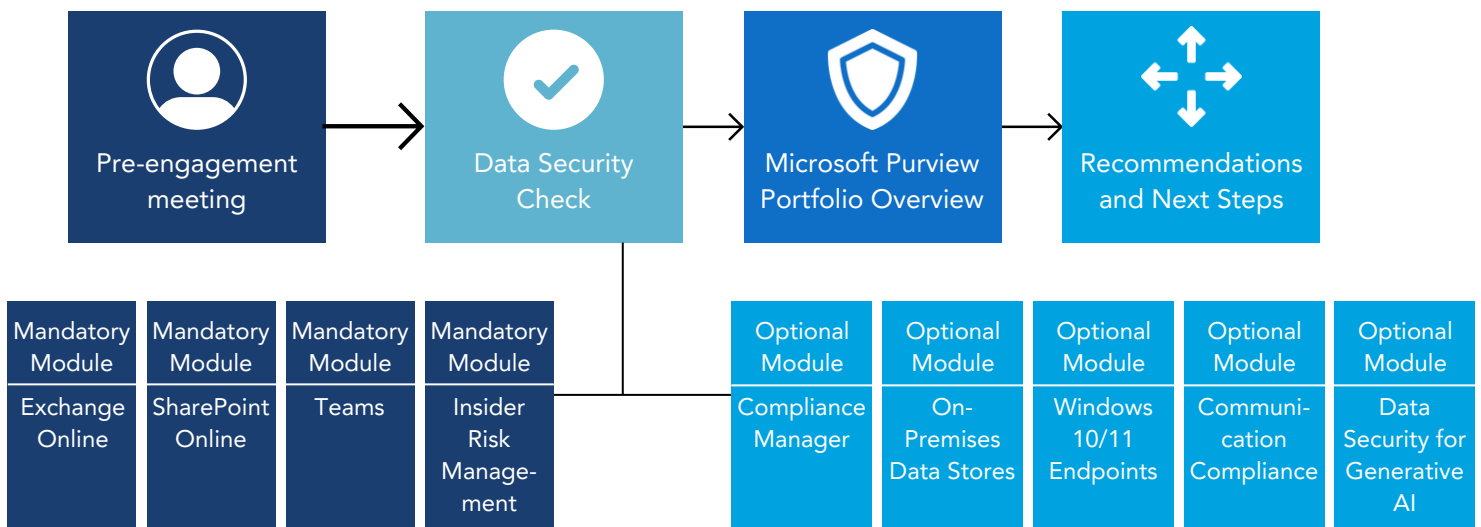 Pre-engagement
meeting
Data Security
Check
Microsoft Purview
Portfolio Overview
Recommendations
and Next Steps
Mandatory
Module
Exchange
Online
Mandatory
Module
SharePoint
Online
Mandatory
Module
Teams
Mandatory
Module
Insider
Risk
Manage-
ment
Optional
Module
Compliance
Manager
Optional
Module
On-
Premises
Data Stores
Optional
Module
Windows
10/11
Endpoints
Optional
Module
Communi-
cation
Compliance
Optional
Module
Data
Security for
Generative
AI